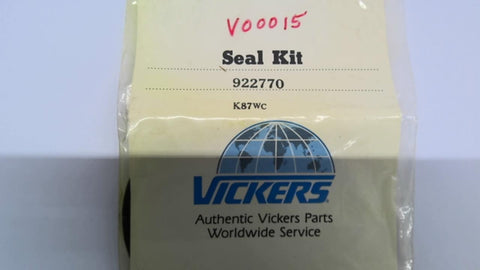 V00015
Seal Kit
922770
K87WC
VICKERS
Authentic Vickers Parts
Worldwide Service